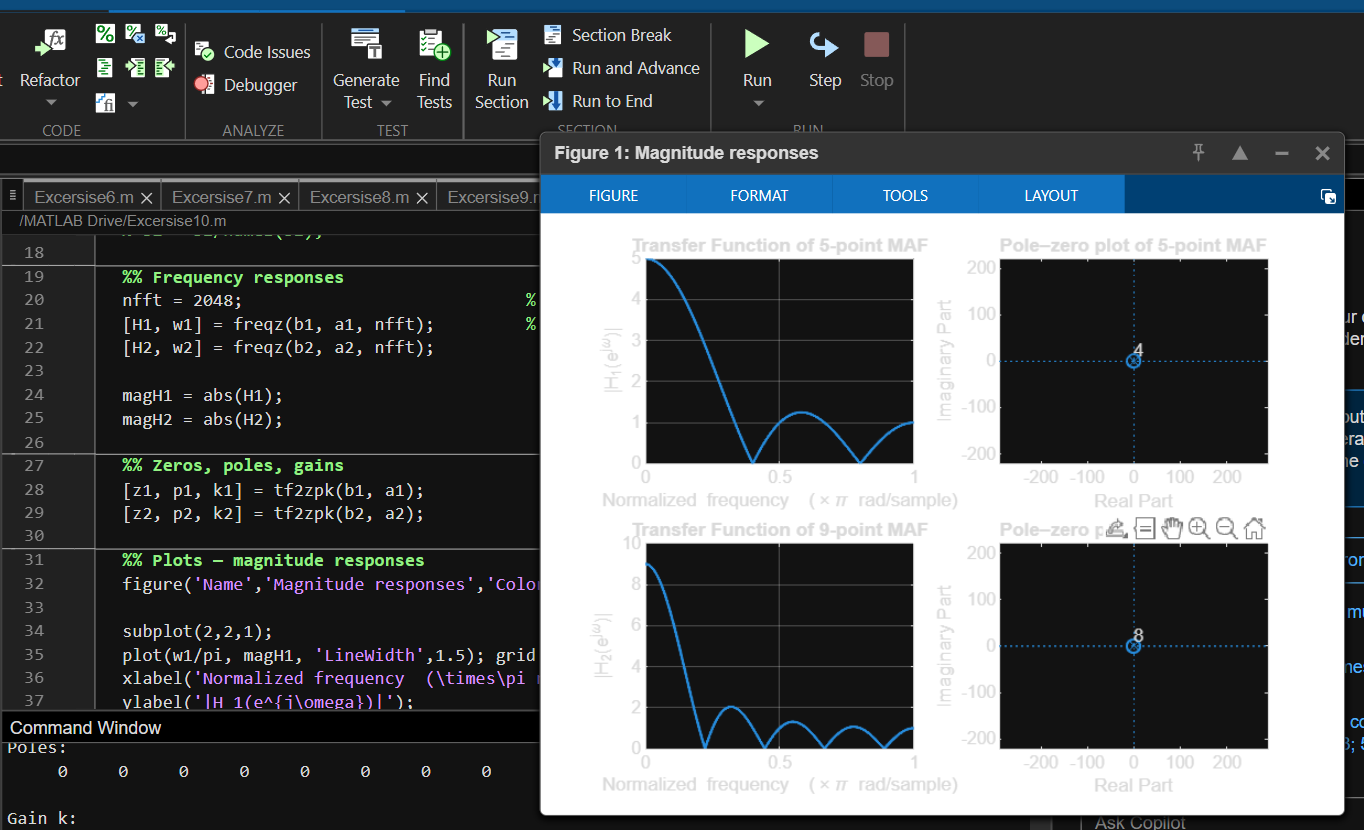 Refactor
CODE
Code Issues
Debugger
ANALYZE
Generate
Test
Find
Tests
TEST
Run
Section
Section Break
Run and Advance
Run to End
SECTION
Run
Step
Stop
RUN
Excersise6.m
Excersise7.m
Excersise8.m
Excersise9.m
/MATLAB Drive/Excersise10.m
18
19 %% Frequency responses
20 nfft = 2048; %
21 [H1, w1] = freqz(b1, a1, nfft); %
22 [H2, w2] = freqz(b2, a2, nfft);
23
24 magH1 = abs(H1);
25 magH2 = abs(H2);
26
27 %% Zeros, poles, gains
28 [z1, p1, k1] = tf2zpk(b1, a1);
29 [z2, p2, k2] = tf2zpk(b2, a2);
30
31 %% Plots – magnitude responses
32 figure('Name','Magnitude responses','Color
33
34 subplot(2,2,1);
35 plot(w1/pi, magH1, 'LineWidth',1.5); grid
36 xlabel('Normalized frequency (\times\pi
37 ylabel('|H_1(e^{j\omega})|');
Command Window
Poles:
0 0 0 0 0 0 0 0
Gain k:
Figure 1: Magnitude responses
FIGURE
FORMAT
TOOLS
LAYOUT
Transfer Function of 5-point MAF
5
4
3
2
1
0
|H₁(e^jω)|
0 0.5 1
Normalized frequency (×π rad/sample)
Pole–zero plot of 5-point MAF
200
100
0
-100
-200
Imaginary Part
4
-200 -100 0 100 200
Real Part
Transfer Function of 9-point MAF
10
8
6
4
2
0
|H₂(e^jω)|
0 0.5 1
Normalized frequency (×π rad/sample)
Pole–zero
200
100
0
-100
-200
Imaginary Part
8
-200 -100 0 100 200
Real Part
Ask Copilot